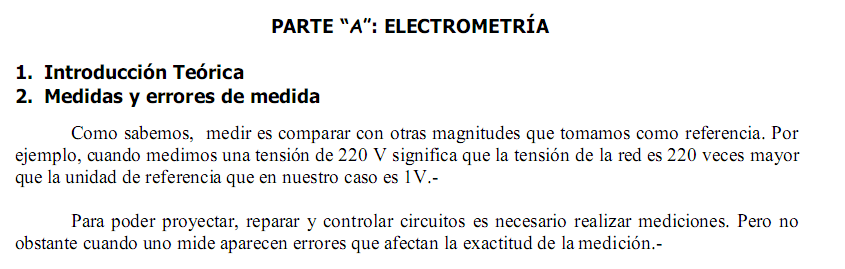 PARTE “A”: ELECTROMETRÍA
1. Introducción Teórica
2. Medidas y errores de medida
Como sabemos, medir es comparar con otras magnitudes que tomamos como referencia. Por
ejemplo, cuando medimos una tensión de 220 V significa que la tensión de la red es 220 veces mayor
que la unidad de referencia que en nuestro caso es 1V.-
Para poder proyectar, reparar y controlar circuitos es necesario realizar mediciones. Pero no
obstante cuando uno mide aparecen errores que afectan la exactitud de la medición.-